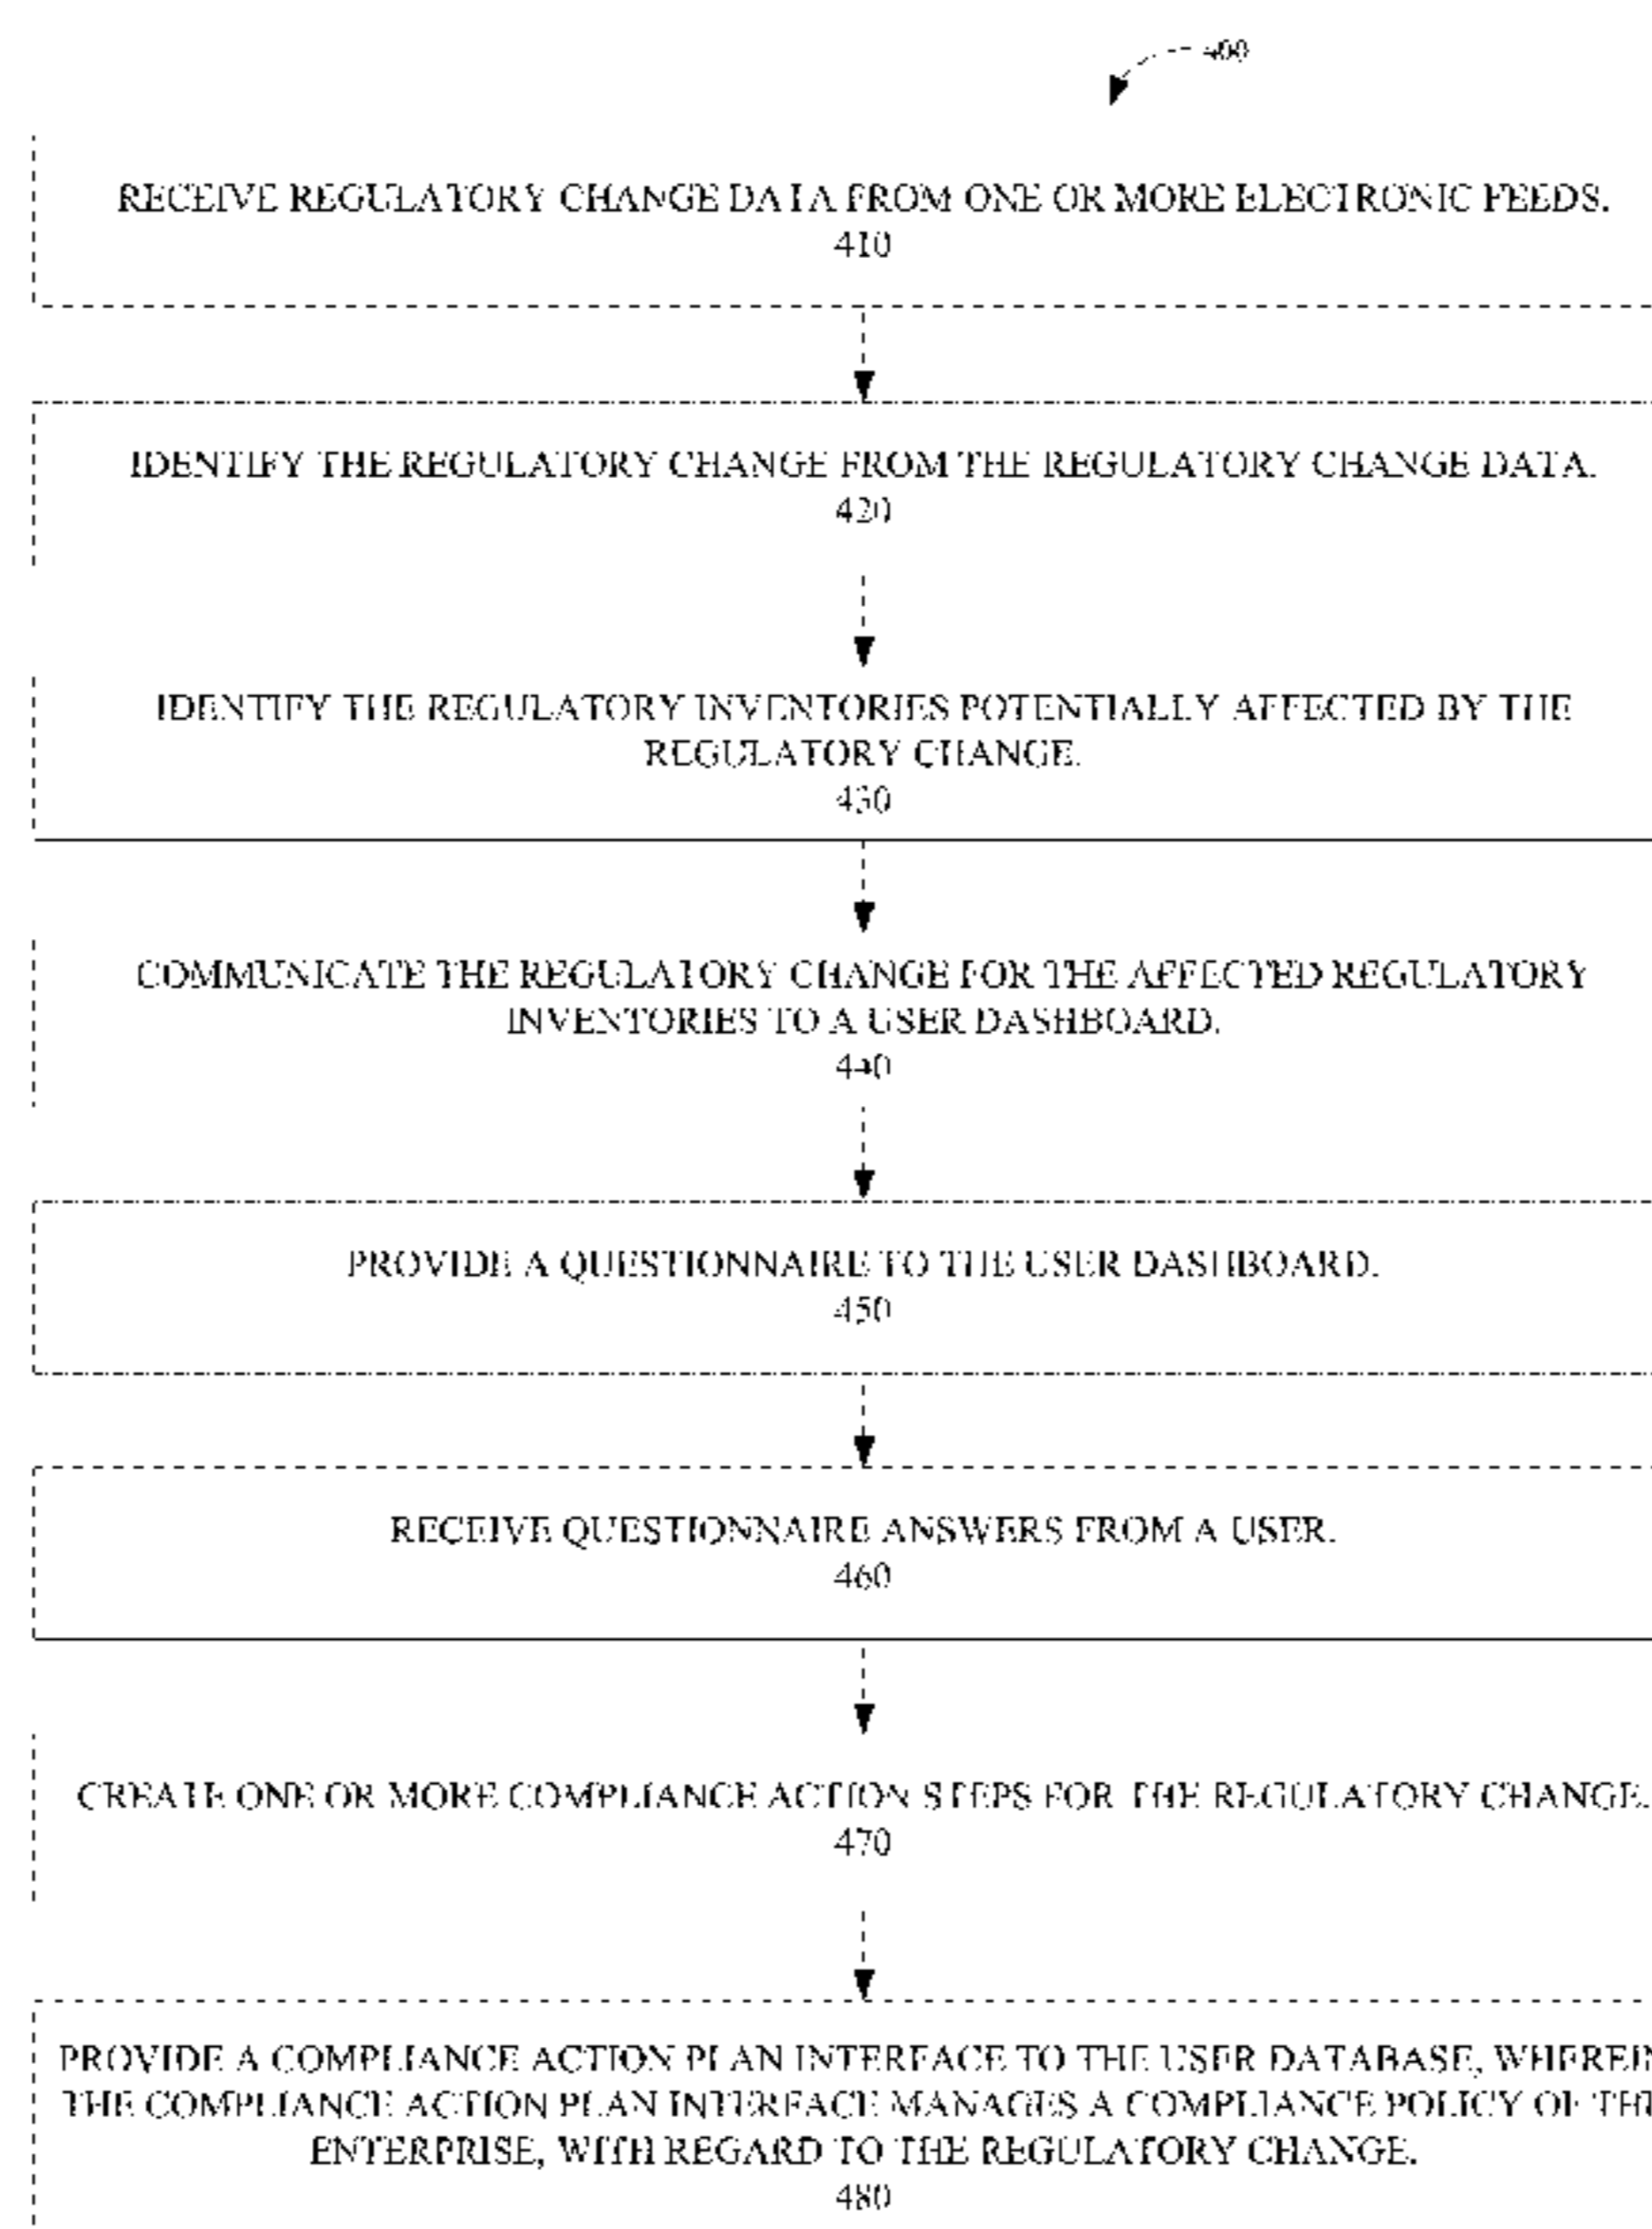 400
RECEIVE REGULATORY CHANGE DATA FROM ONE OR MORE ELECTRONIC FEEDS.
410
IDENTIFY THE REGULATORY CHANGE FROM THE REGULATORY CHANGE DATA.
420
IDENTIFY THE REGULATORY INVENTORIES POTENTIALLY AFFECTED BY THE
REGULATORY CHANGE.
430
COMMUNICATE THE REGULATORY CHANGE FOR THE AFFECTED REGULATORY
INVENTORIES TO A USER DASHBOARD.
440
PROVIDE A QUESTIONNAIRE TO THE USER DASHBOARD.
450
RECEIVE QUESTIONNAIRE ANSWERS FROM A USER.
460
CREATE ONE OR MORE COMPLIANCE ACTION STEPS FOR THE REGULATORY CHANGE.
470
PROVIDE A COMPLIANCE ACTION PLAN INTERFACE TO THE USER DATABASE, WHEREIN
THE COMPLIANCE ACTION PLAN INTERFACE MANAGES A COMPLIANCE POLICY OF THE
ENTERPRISE, WITH REGARD TO THE REGULATORY CHANGE.
480